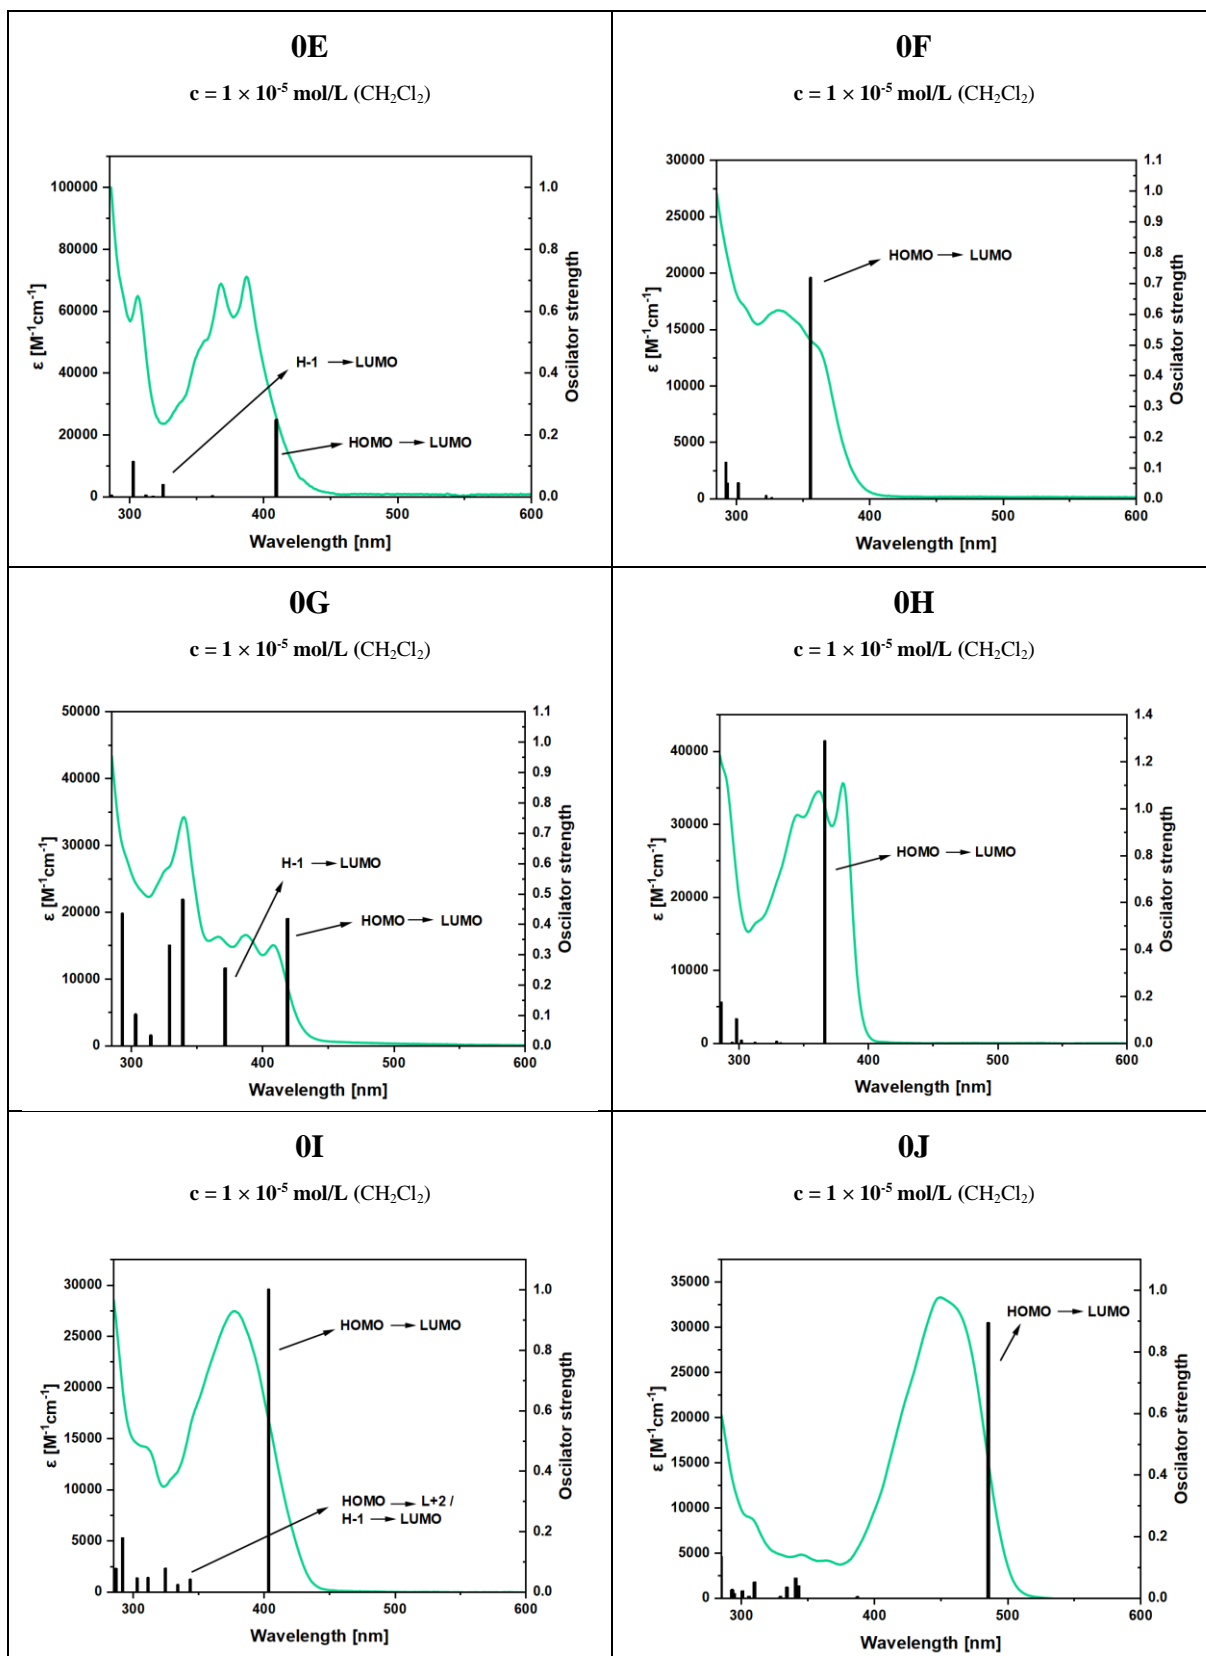 0E
c = 1 × 10⁻⁵ mol/L (CH₂Cl₂)
100000
80000
60000
40000
20000
0
ε [M⁻¹cm⁻¹]
H-1 → LUMO
HOMO → LUMO
1.0
0.8
0.6
0.4
0.2
0.0
Oscilator strength
300 400 500 600
Wavelength [nm]
0F
c = 1 × 10⁻⁵ mol/L (CH₂Cl₂)
30000
25000
20000
15000
10000
5000
0
ε [M⁻¹cm⁻¹]
HOMO → LUMO
1.1
1.0
0.9
0.8
0.7
0.6
0.5
0.4
0.3
0.2
0.1
0.0
Oscilator strength
300 400 500 600
Wavelength [nm]
0G
c = 1 × 10⁻⁵ mol/L (CH₂Cl₂)
50000
40000
30000
20000
10000
0
ε [M⁻¹cm⁻¹]
H-1 → LUMO
HOMO → LUMO
1.1
1.0
0.9
0.8
0.7
0.6
0.5
0.4
0.3
0.2
0.1
0.0
Oscilator strength
300 400 500 600
Wavelength [nm]
0H
c = 1 × 10⁻⁵ mol/L (CH₂Cl₂)
40000
30000
20000
10000
0
ε [M⁻¹cm⁻¹]
HOMO → LUMO
1.4
1.2
1.0
0.8
0.6
0.4
0.2
0.0
Oscilator strength
300 400 500 600
Wavelength [nm]
0I
c = 1 × 10⁻⁵ mol/L (CH₂Cl₂)
30000
25000
20000
15000
10000
5000
0
ε [M⁻¹cm⁻¹]
HOMO → LUMO
HOMO → L+2 /
H-1 → LUMO
1.0
0.8
0.6
0.4
0.2
0.0
Oscilator strength
300 400 500 600
Wavelength [nm]
0J
c = 1 × 10⁻⁵ mol/L (CH₂Cl₂)
35000
30000
25000
20000
15000
10000
5000
0
ε [M⁻¹cm⁻¹]
HOMO → LUMO
1.0
0.8
0.6
0.4
0.2
0.0
Oscilator strength
300 400 500 600
Wavelength [nm]